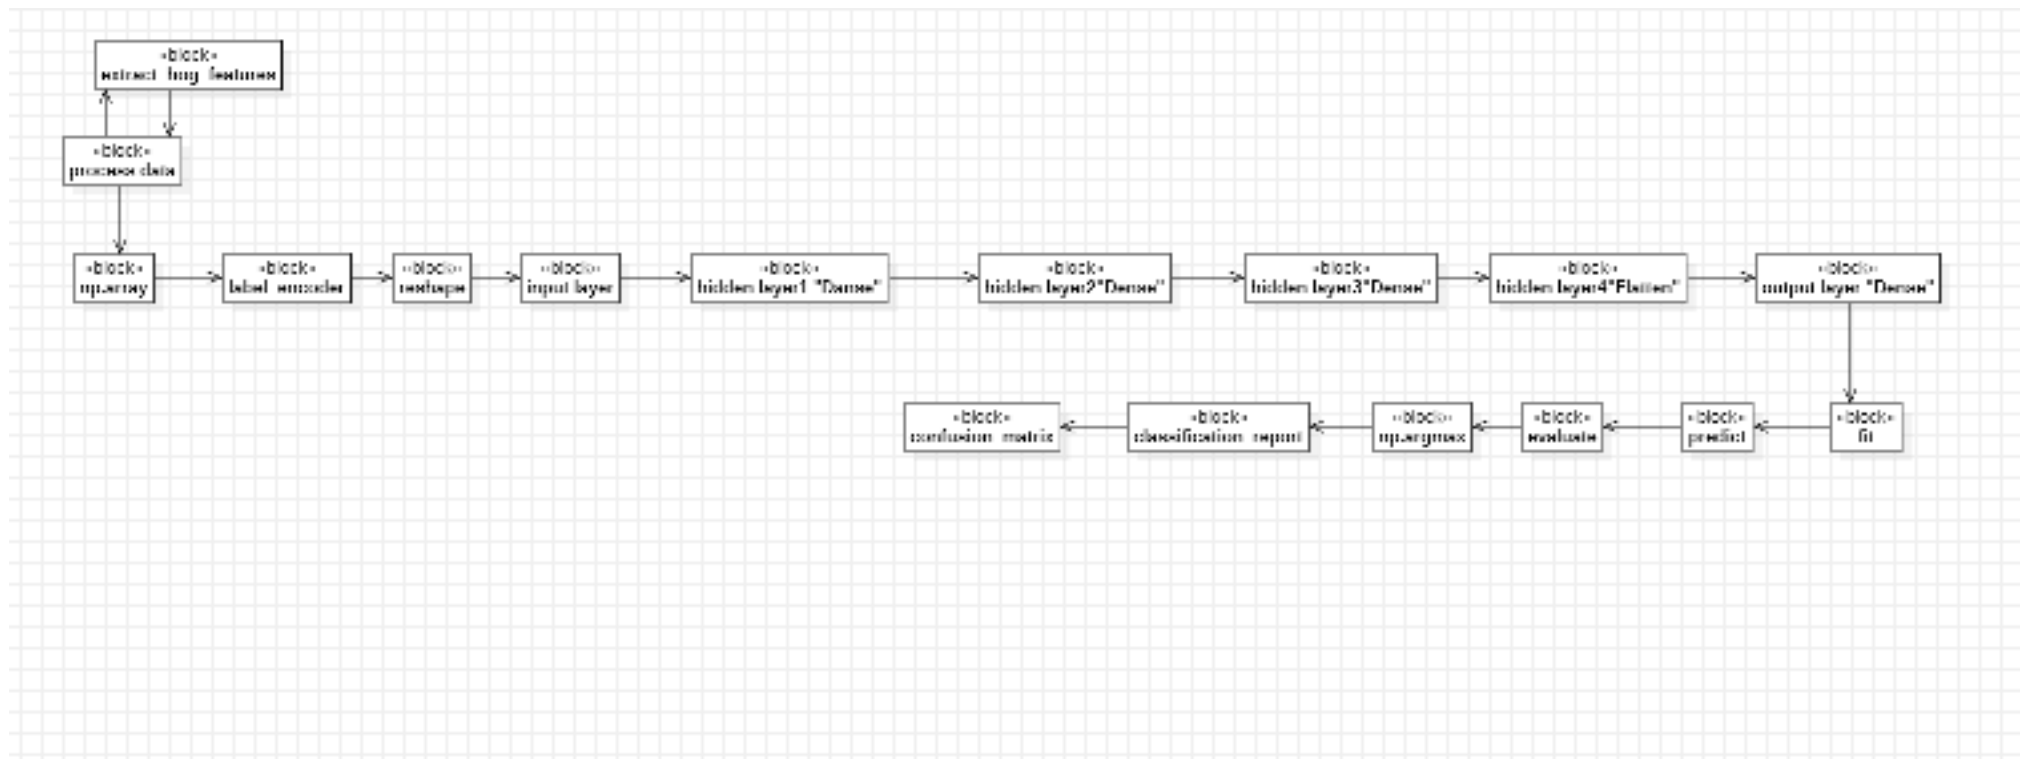 «block»
extract_hog_features
«block»
process data
«block»
np.array
«block»
label_encoder
«block»
reshape
«block»
input layer
«block»
hidden layer1 "Dense"
«block»
hidden layer2"Dense"
«block»
hidden layer3"Dense"
«block»
hidden layer4"Flatten"
«block»
output layer "Dense"
«block»
confusion_matrix
«block»
classification_report
«block»
np.argmax
«block»
evaluate
«block»
predict
«block»
fit